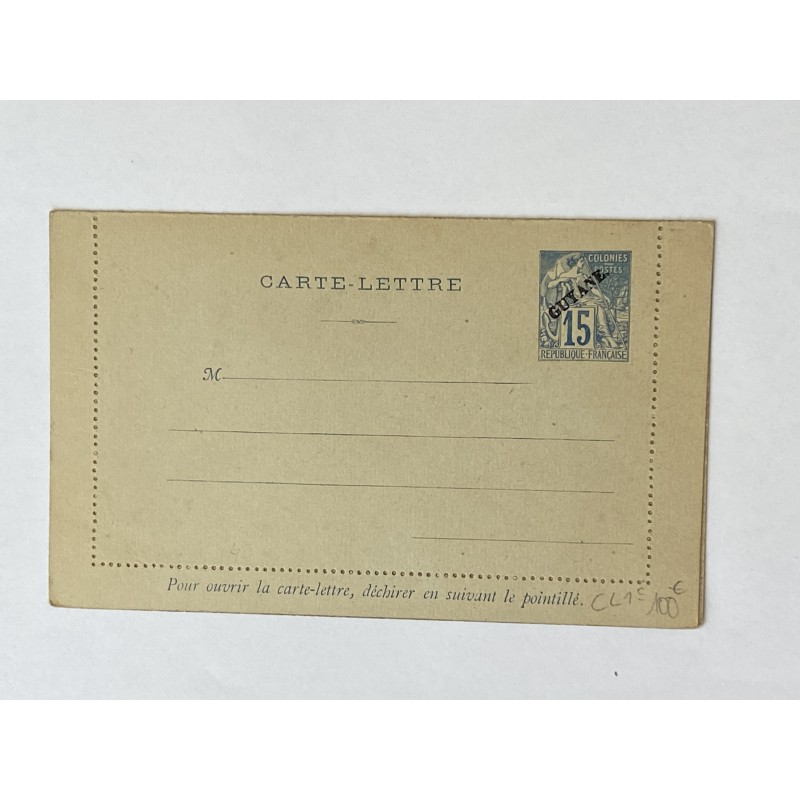 CARTE-LETTRE
COLONIES
POSTES
GUYANE.
15
RÉPUBLIQUE-FRANÇAISE
M
Pour ouvrir la carte-lettre, déchirer en suivant le pointillé.
CL1c 100€